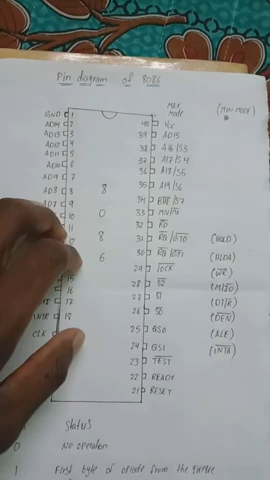 Pin diagram of 8086
MAX mode
(MIN MODE)
GND 1
AD14 2
AD13 3
AD12 4
AD11 5
AD10 6
AD9 7
AD8 8
AD7 9
10
11
12
15
16
17
18
CLK
8
0
8
6
40 Vcc
39 AD15
38 A16/S3
37 A17/S4
36 A18/S5
35 A19/S6
34 BHE/S7
33 MN/MX
32 RD
31 RQ/GT0 (HOLD)
30 RQ/GT1 (HLDA)
29 LOCK (WR)
28 S2 (M/IO)
27 S1 (DT/R)
26 S0 (DEN)
25 QS0 (ALE)
24 QS1 (INTA)
23 TEST
22 READY
21 RESET
Status
0 No operation
1 First byte of opcode from the queue